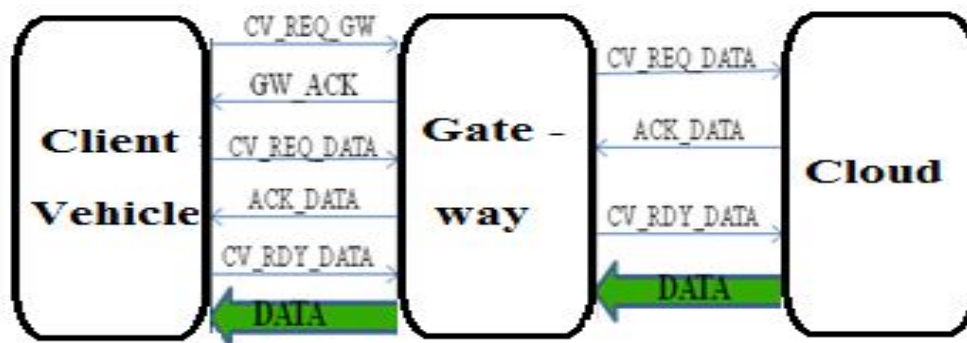 Client
Vehicle
CV_REQ_GW
GW_ACK
CV_REQ_DATA
ACK_DATA
CV_RDY_DATA
DATA
Gate -
way
CV_REQ_DATA
ACK_DATA
CV_RDY_DATA
DATA
Cloud